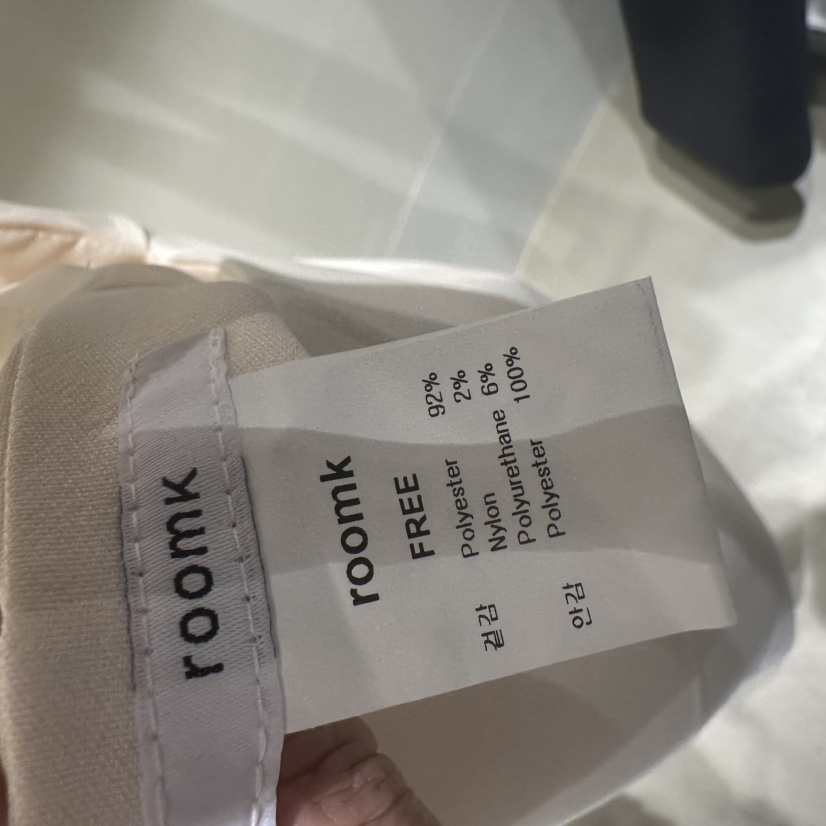 roomk
roomk
FREE
겉감 Polyester 92%
Nylon 2%
Polyurethane 6%
안감 Polyester 100%